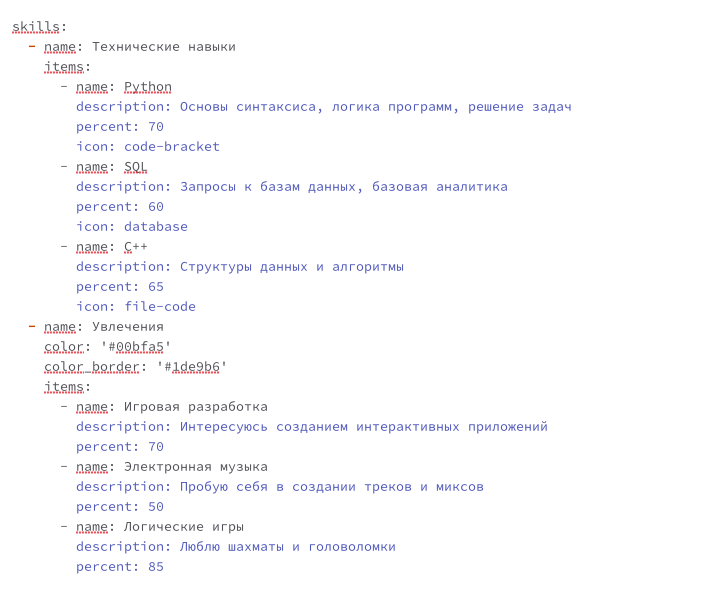 skills:
- name: Технические навыки
items:
- name: Python
description: Основы синтаксиса, логика программ, решение задач
percent: 70
icon: code-bracket
- name: SQL
description: Запросы к базам данных, базовая аналитика
percent: 60
icon: database
- name: C++
description: Структуры данных и алгоритмы
percent: 65
icon: file-code
- name: Увлечения
color: '#00bfa5'
color_border: '#1de9b6'
items:
- name: Игровая разработка
description: Интересуюсь созданием интерактивных приложений
percent: 70
- name: Электронная музыка
description: Пробую себя в создании треков и миксов
percent: 50
- name: Логические игры
description: Люблю шахматы и головоломки
percent: 85